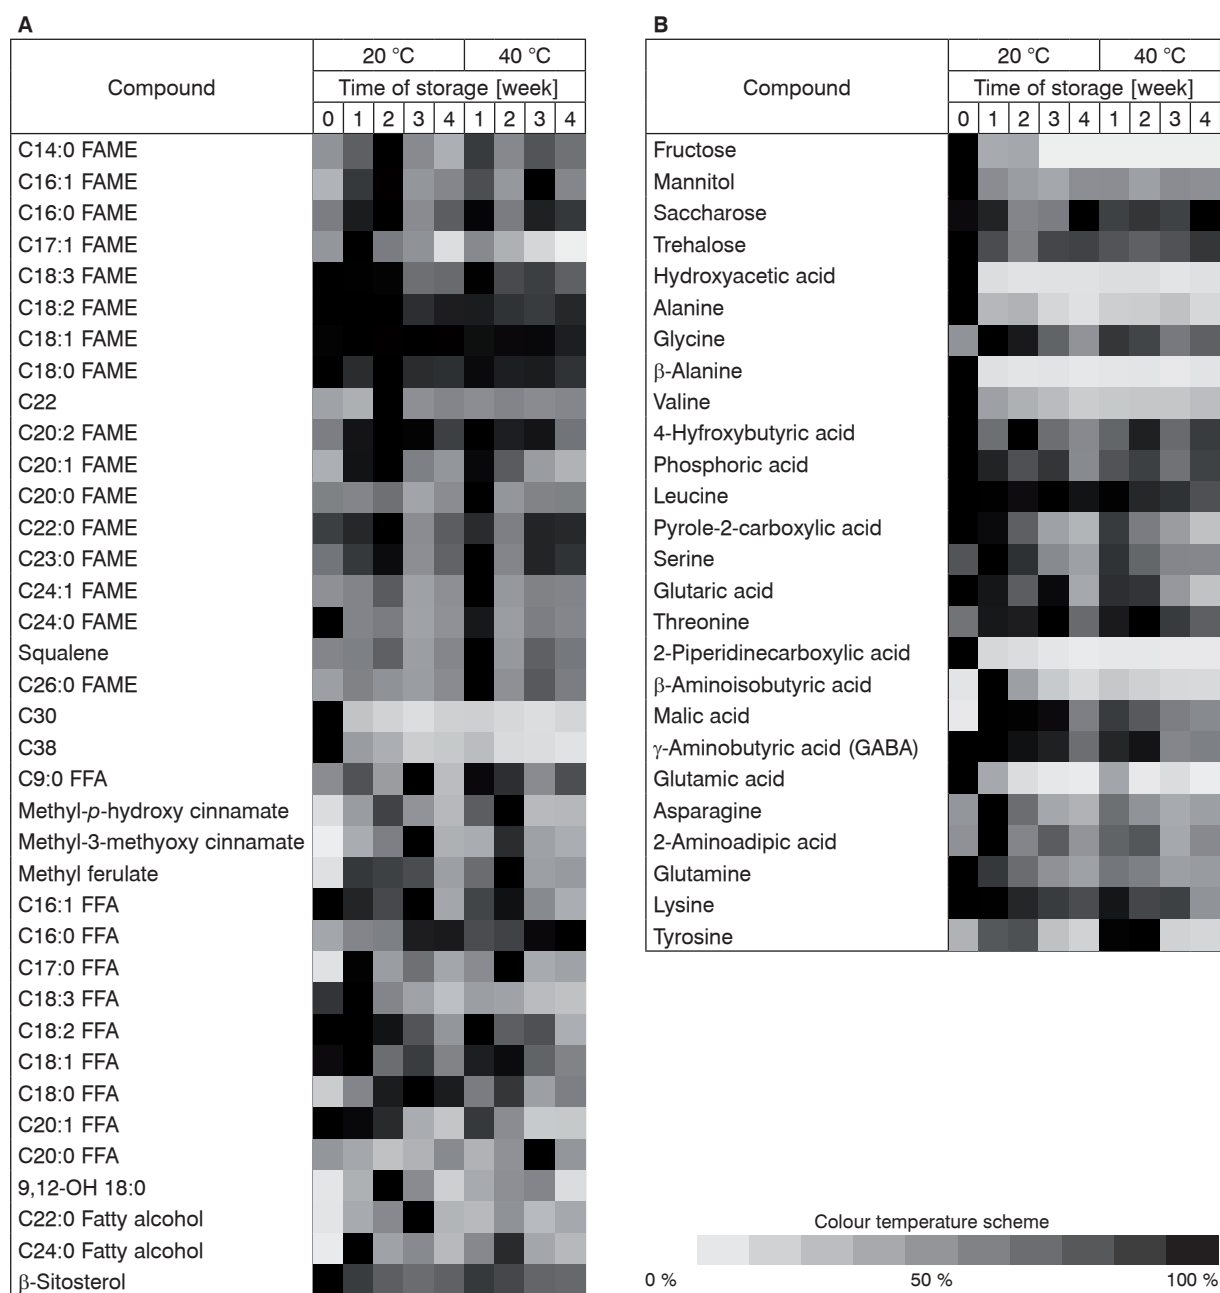 A
Compound
20 °C 40 °C
Time of storage [week]
0 1 2 3 4 1 2 3 4
C14:0 FAME
C16:1 FAME
C16:0 FAME
C17:1 FAME
C18:3 FAME
C18:2 FAME
C18:1 FAME
C18:0 FAME
C22
C20:2 FAME
C20:1 FAME
C20:0 FAME
C22:0 FAME
C23:0 FAME
C24:1 FAME
C24:0 FAME
Squalene
C26:0 FAME
C30
C38
C9:0 FFA
Methyl-p-hydroxy cinnamate
Methyl-3-methyoxy cinnamate
Methyl ferulate
C16:1 FFA
C16:0 FFA
C17:0 FFA
C18:3 FFA
C18:2 FFA
C18:1 FFA
C18:0 FFA
C20:1 FFA
C20:0 FFA
9,12-OH 18:0
C22:0 Fatty alcohol
C24:0 Fatty alcohol
β-Sitosterol
B
Compound
20 °C 40 °C
Time of storage [week]
0 1 2 3 4 1 2 3 4
Fructose
Mannitol
Saccharose
Trehalose
Hydroxyacetic acid
Alanine
Glycine
β-Alanine
Valine
4-Hyfroxybutyric acid
Phosphoric acid
Leucine
Pyrole-2-carboxylic acid
Serine
Glutaric acid
Threonine
2-Piperidinecarboxylic acid
β-Aminoisobutyric acid
Malic acid
γ-Aminobutyric acid (GABA)
Glutamic acid
Asparagine
2-Aminoadipic acid
Glutamine
Lysine
Tyrosine
Colour temperature scheme
0 % 50 % 100 %